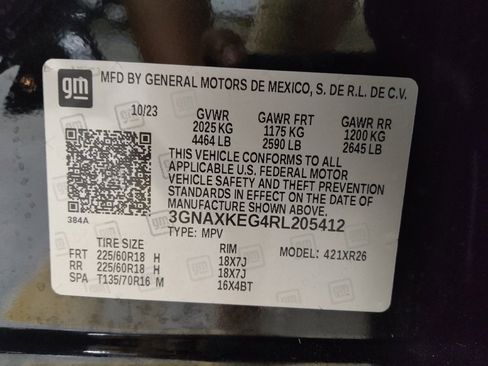 gm MFD BY GENERAL MOTORS DE MEXICO, S. DE R.L. DE C.V.
10/23 GVWR GAWR FRT GAWR RR
2025 KG 1175 KG 1200 KG
4464 LB 2590 LB 2645 LB
THIS VEHICLE CONFORMS TO ALL
APPLICABLE U.S. FEDERAL MOTOR
VEHICLE SAFETY AND THEFT PREVENTION
STANDARDS IN EFFECT ON THE DATE OF
MANUFACTURE SHOWN ABOVE.
384A 3GNAXKEG4RL205412
TYPE: MPV
TIRE SIZE RIM MODEL: 421XR26
FRT 225/60R18 H 18X7J
RR 225/60R18 H 18X7J
SPA T135/70R16 M 16X4BT